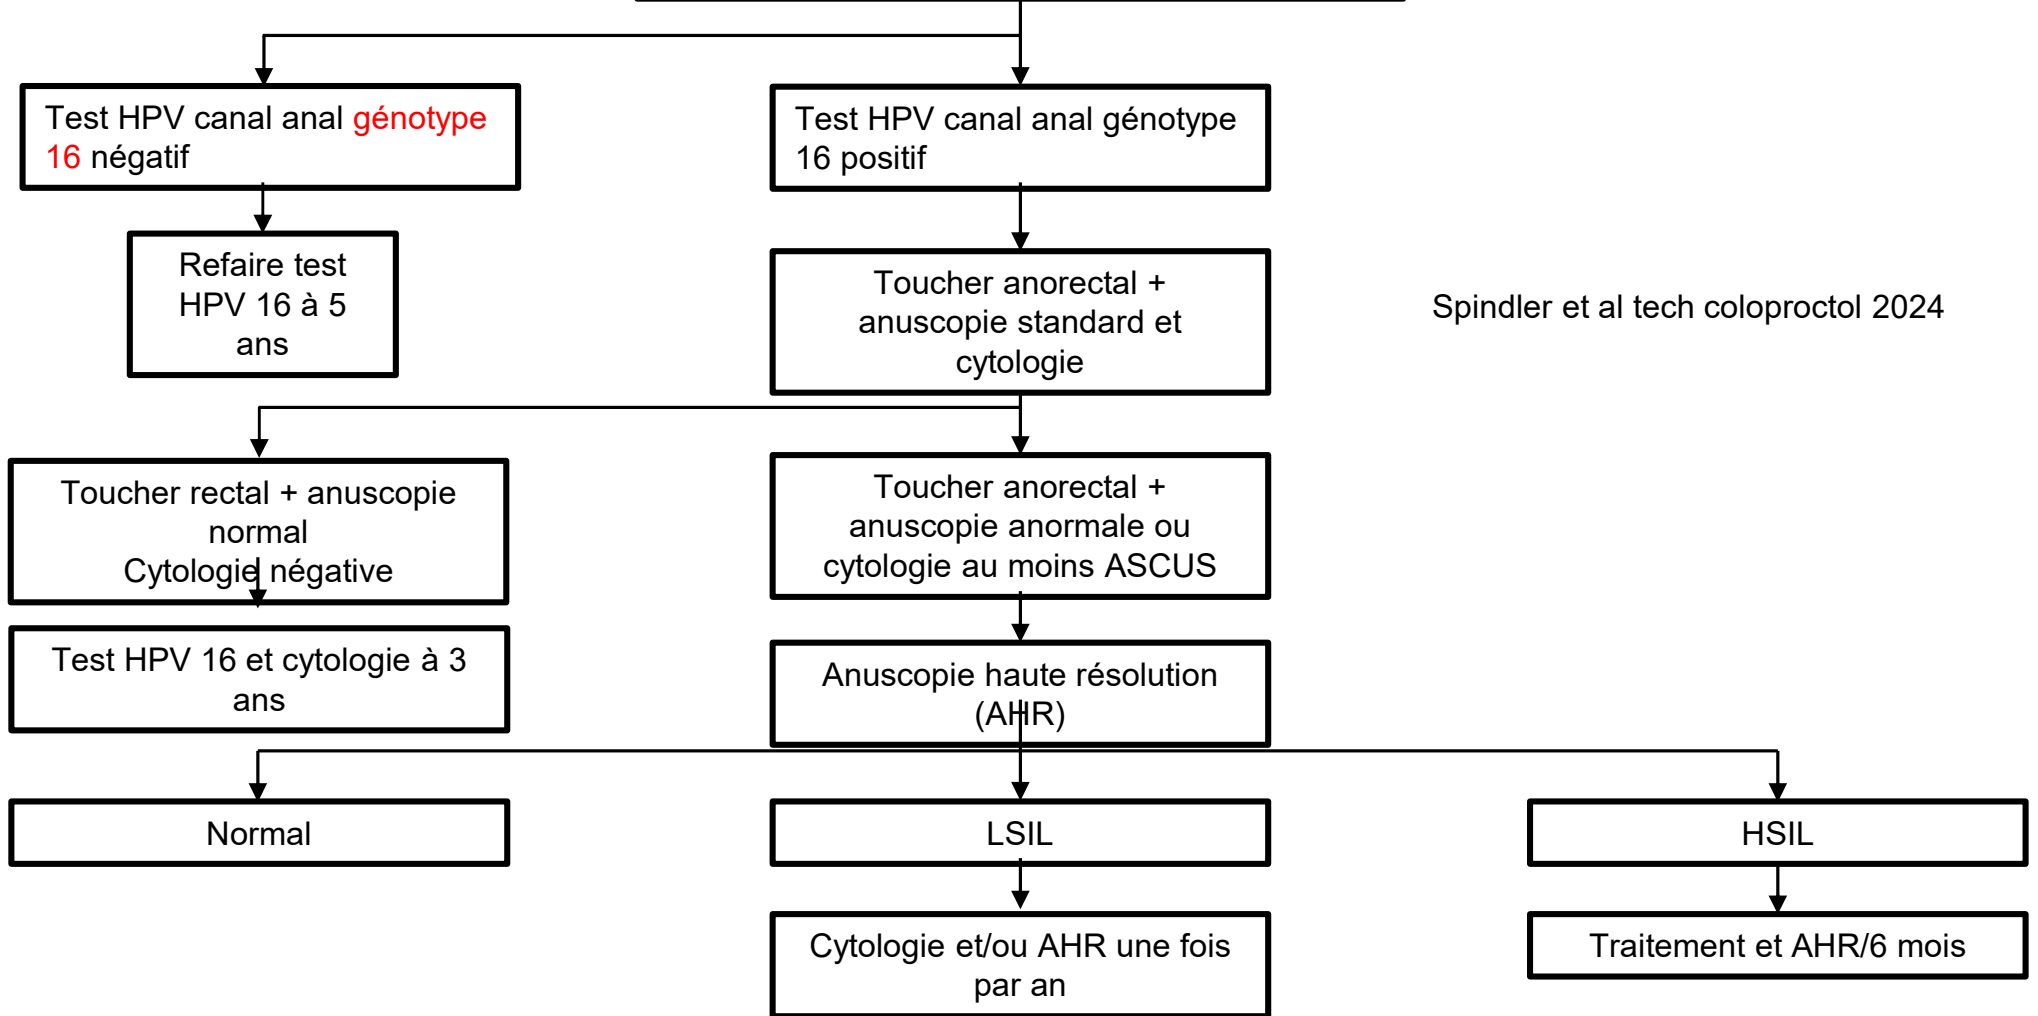 Test HPV canal anal génotype
16 négatif
Test HPV canal anal génotype
16 positif
Refaire test
HPV 16 à 5
ans
Toucher anorectal +
anuscopie standard et
cytologie
Spindler et al tech coloproctol 2024
Toucher rectal + anuscopie
normal
Cytologie négative
Toucher anorectal +
anuscopie anormale ou
cytologie au moins ASCUS
Test HPV 16 et cytologie à 3
ans
Anuscopie haute résolution
(AHR)
Normal
LSIL
HSIL
Cytologie et/ou AHR une fois
par an
Traitement et AHR/6 mois